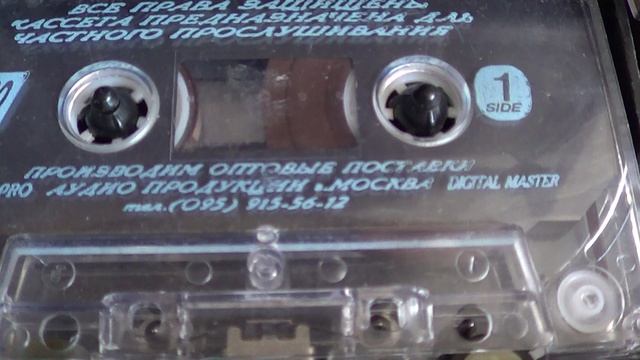 ВСЕ ПРАВА ЗАЩИЩЕНЫ
КАССЕТА ПРЕДНАЗНАЧЕНА ДЛЯ
ЧАСТНОГО ПРОСЛУШИВАНИЯ
1
SIDE
ПРОИЗВОДИМ ОПТОВЫЕ ПОСТАВКИ
PRO АУДИО ПРОДУКЦИИ г.МОСКВА DIGITAL MASTER
тел.(095) 915-56-12